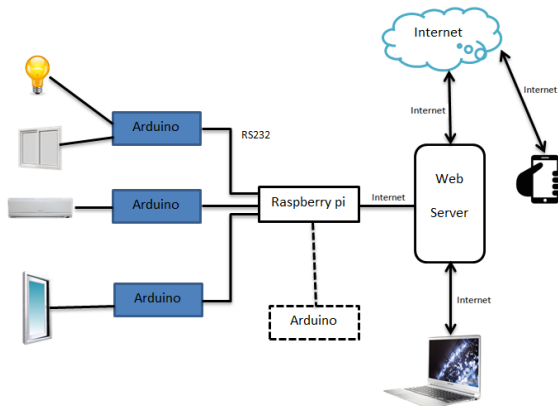 Internet
Internet
Internet
Arduino
RS232
Web
Server
Arduino
Raspberry pi
Internet
Arduino
Internet
Arduino